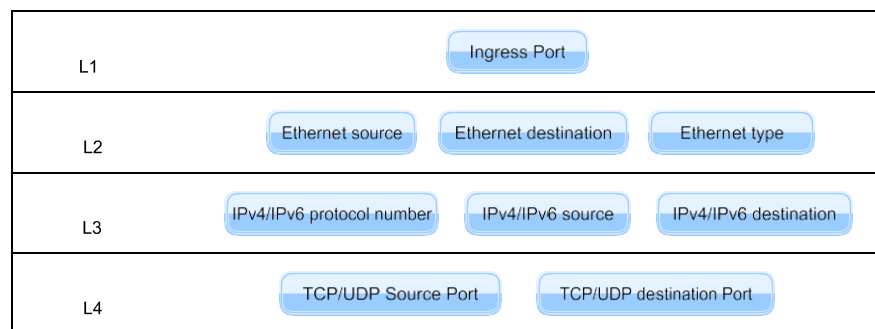 L1
Ingress Port
L2
Ethernet source
Ethernet destination
Ethernet type
L3
IPv4/IPv6 protocol number
IPv4/IPv6 source
IPv4/IPv6 destination
L4
TCP/UDP Source Port
TCP/UDP destination Port